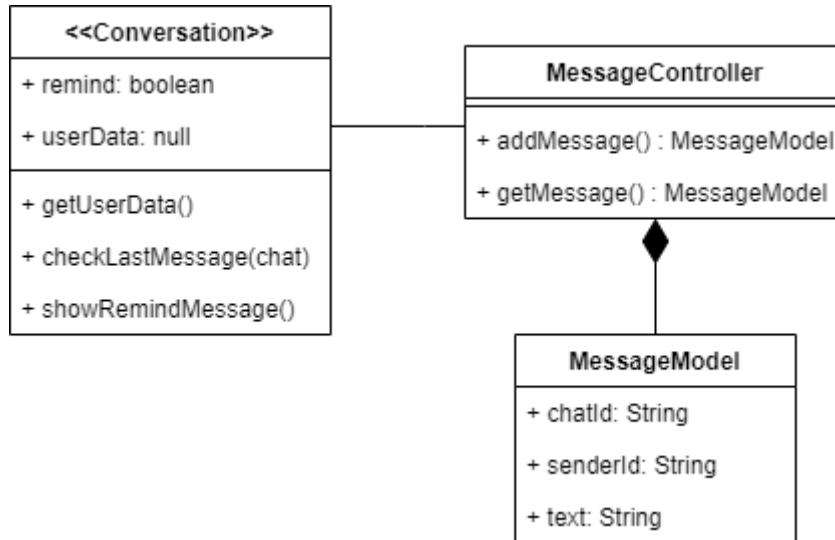 <<Conversation>>
+ remind: boolean
+ userData: null
+ getUserData()
+ checkLastMessage(chat)
+ showRemindMessage()
MessageController
+ addMessage() : MessageModel
+ getMessage() : MessageModel
MessageModel
+ chatId: String
+ senderId: String
+ text: String